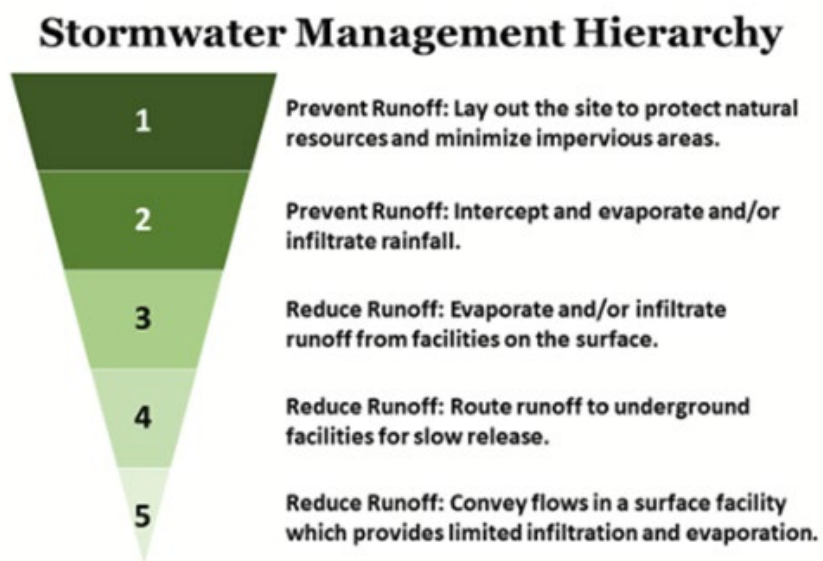 Stormwater Management Hierarchy
1
Prevent Runoff: Lay out the site to protect natural
resources and minimize impervious areas.
2
Prevent Runoff: Intercept and evaporate and/or
infiltrate rainfall.
3
Reduce Runoff: Evaporate and/or infiltrate
runoff from facilities on the surface.
4
Reduce Runoff: Route runoff to underground
facilities for slow release.
5
Reduce Runoff: Convey flows in a surface facility
which provides limited infiltration and evaporation.